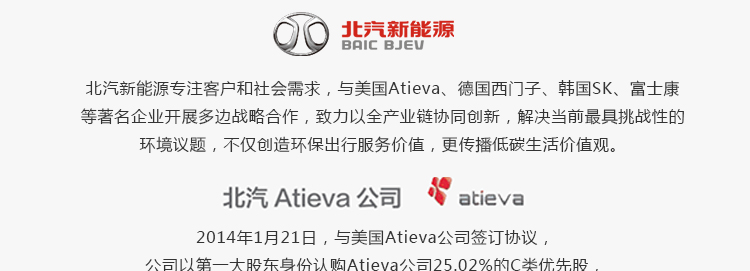 北汽新能源
BAIC BJEV
北汽新能源专注客户和社会需求，与美国Atieva、德国西门子、韩国SK、富士康
等著名企业开展多边战略合作，致力以全产业链协同创新，解决当前最具挑战性的
环境议题，不仅创造环保出行服务价值，更传播低碳生活价值观。
北汽 Atieva 公司 atieva
2014年1月21日，与美国Atieva公司签订协议，
公司以第一大股东身份认购Atieva公司25.02%的C类优先股，